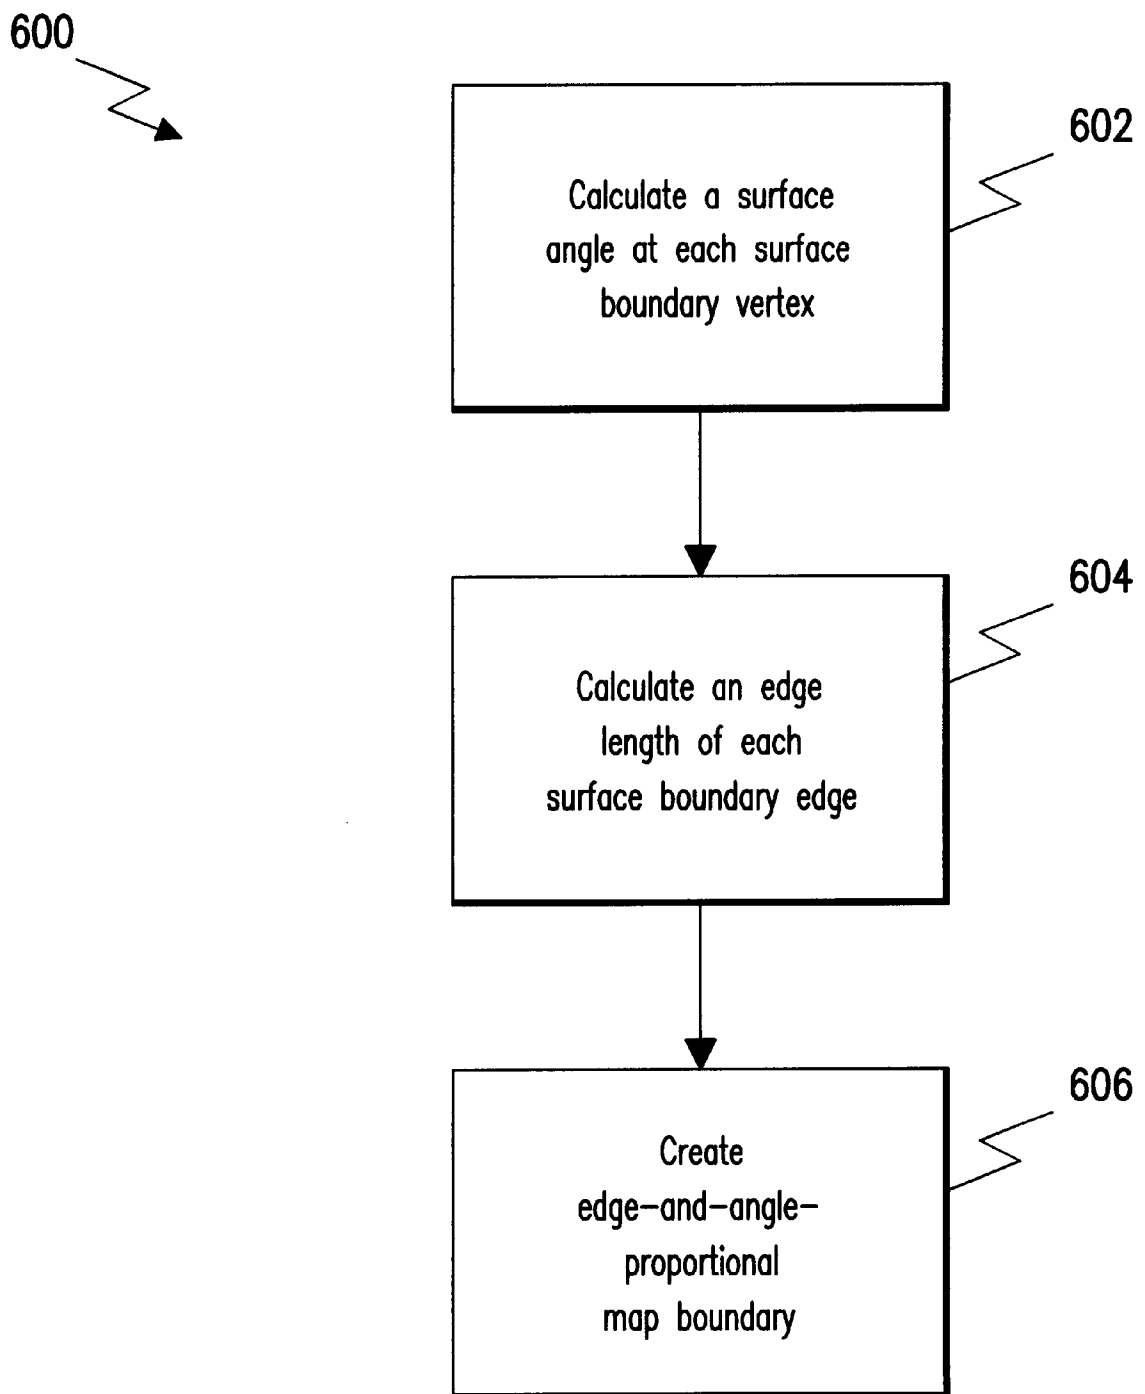 600
602
Calculate a surface
angle at each surface
boundary vertex
604
Calculate an edge
length of each
surface boundary edge
606
Create
edge-and-angle-
proportional
map boundary